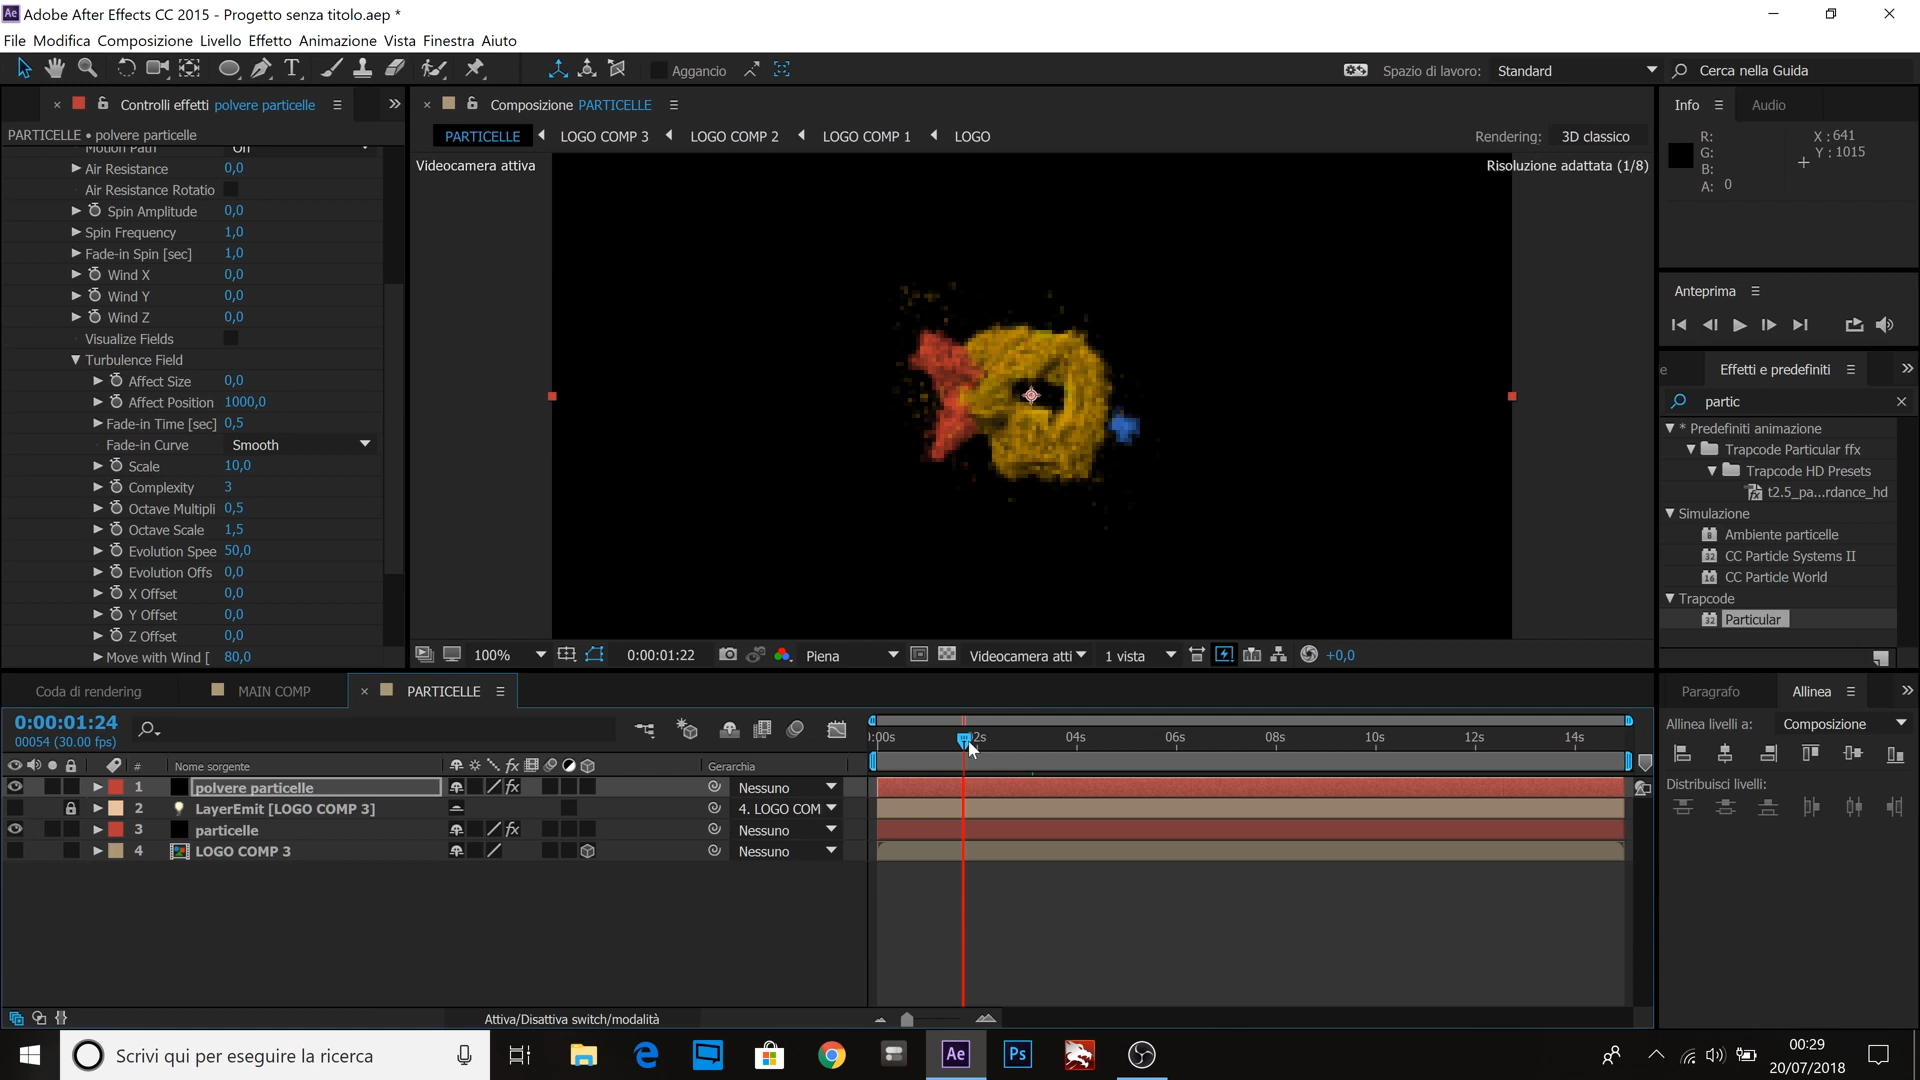 Adobe After Effects CC 2015 - Progetto senza titolo.aep *
File Modifica Composizione Livello Effetto Animazione Vista Finestra Aiuto
Aggancio
Spazio di lavoro: Standard
Cerca nella Guida
Controlli effetti polvere particelle
PARTICELLE • polvere particelle
Motion Path Off
Air Resistance 0,0
Air Resistance Rotatio
Spin Amplitude 0,0
Spin Frequency 1,0
Fade-in Spin [sec] 1,0
Wind X 0,0
Wind Y 0,0
Wind Z 0,0
Visualize Fields
Turbulence Field
Affect Size 0,0
Affect Position 1000,0
Fade-in Time [sec] 0,5
Fade-in Curve Smooth
Scale 10,0
Complexity 3
Octave Multipli 0,5
Octave Scale 1,5
Evolution Spee 50,0
Evolution Offs 0,0
X Offset 0,0
Y Offset 0,0
Z Offset 0,0
Move with Wind [ 80,0
Composizione PARTICELLE
PARTICELLE LOGO COMP 3 LOGO COMP 2 LOGO COMP 1 LOGO
Rendering: 3D classico
Videocamera attiva
Risoluzione adattata (1/8)
100% 0:00:01:22 Piena Videocamera atti 1 vista +0,0
Info Audio
R:
G:
B:
A: 0
X : 641
Y : 1015
Anteprima
e Effetti e predefiniti
partic
* Predefiniti animazione
Trapcode Particular ffx
Trapcode HD Presets
t2.5_pa...rdance_hd
Simulazione
Ambiente particelle
CC Particle Systems II
CC Particle World
Trapcode
Particular
Coda di rendering MAIN COMP PARTICELLE
0:00:01:24
00054 (30.00 fps)
# Nome sorgente Gerarchia
1 polvere particelle Nessuno
2 LayerEmit [LOGO COMP 3] 4. LOGO COM
3 particelle Nessuno
4 LOGO COMP 3 Nessuno
):00s 02s 04s 06s 08s 10s 12s 14s
Attiva/Disattiva switch/modalità
Paragrafo Allinea
Allinea livelli a: Composizione
Distribuisci livelli:
Scrivi qui per eseguire la ricerca
Ae
Ps
00:29
20/07/2018